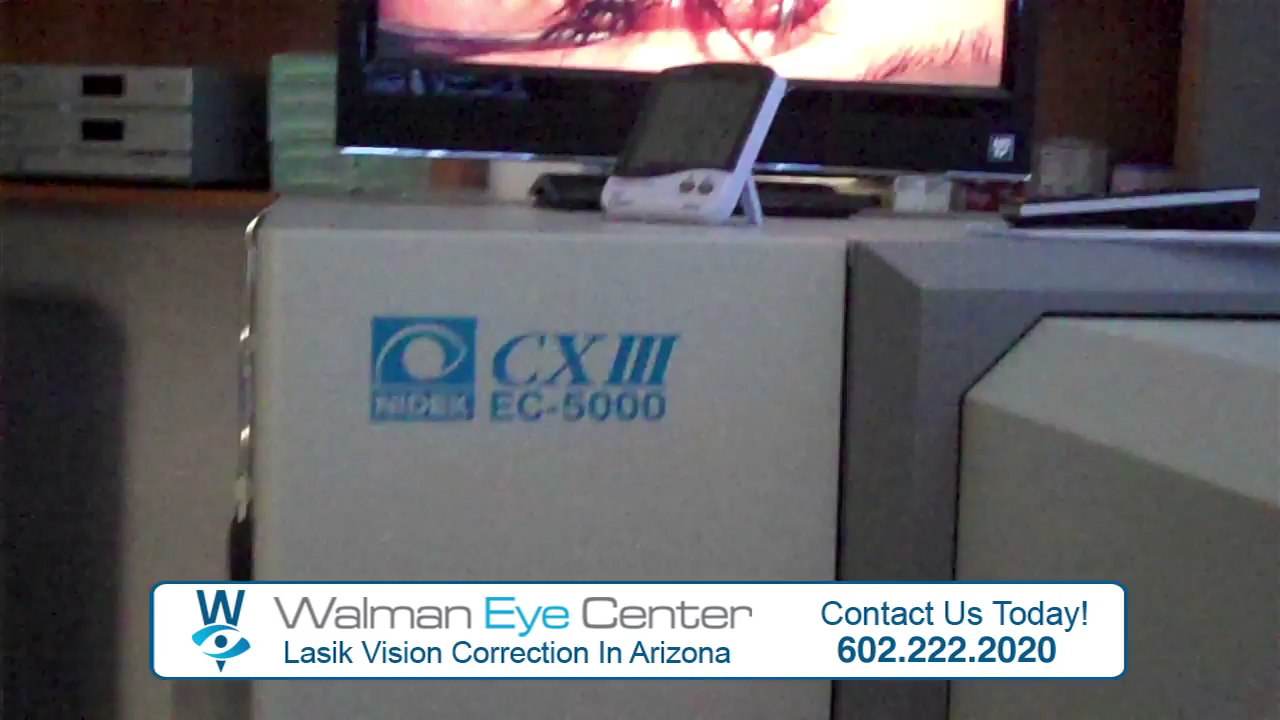 CX III
NIDEK EC-5000
Walman Eye Center
Lasik Vision Correction In Arizona
Contact Us Today!
602.222.2020